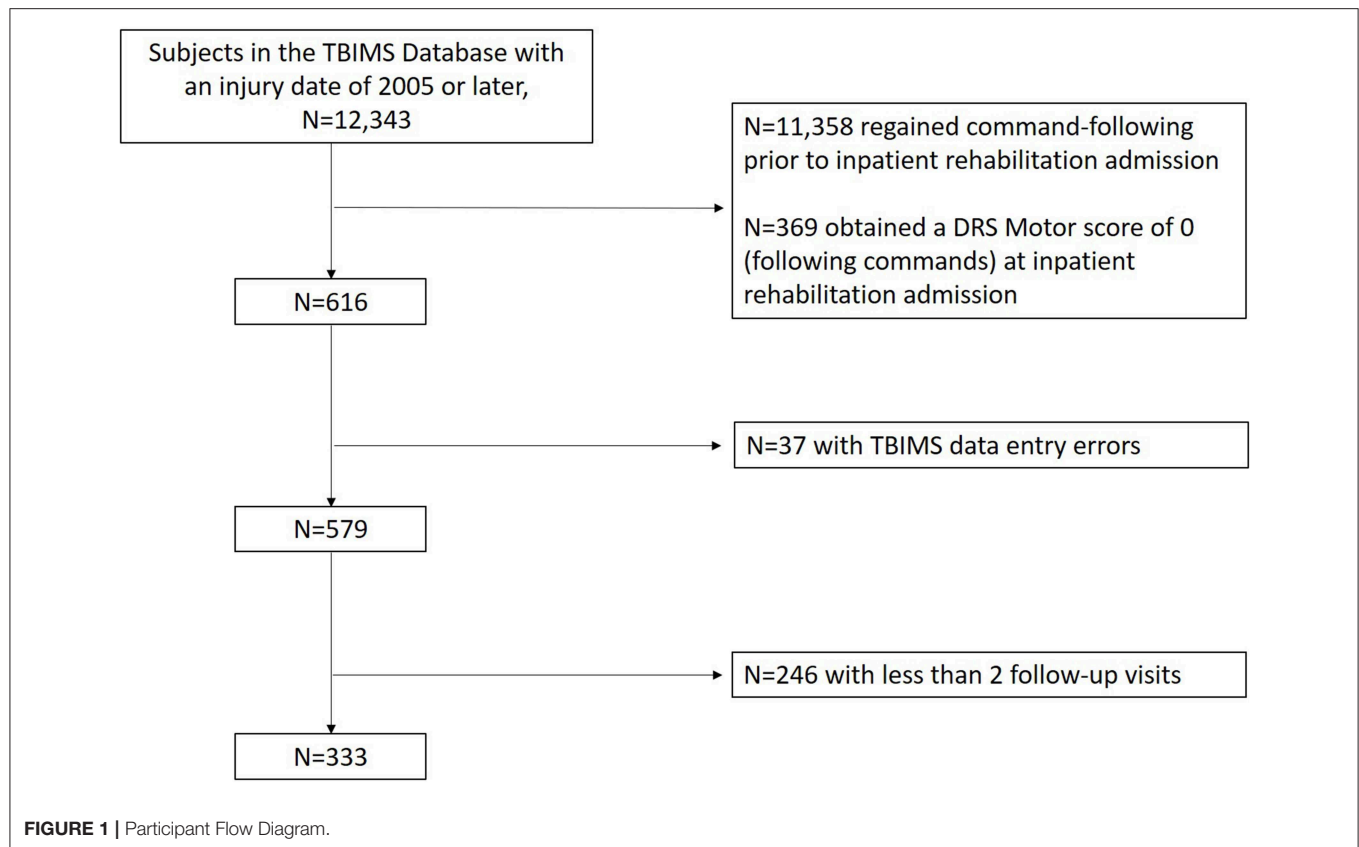 Subjects in the TBIMS Database with
an injury date of 2005 or later,
N=12,343
N=11,358 regained command-following
prior to inpatient rehabilitation admission
N=369 obtained a DRS Motor score of 0
(following commands) at inpatient
rehabilitation admission
N=616
N=37 with TBIMS data entry errors
N=579
N=246 with less than 2 follow-up visits
N=333
FIGURE 1 | Participant Flow Diagram.